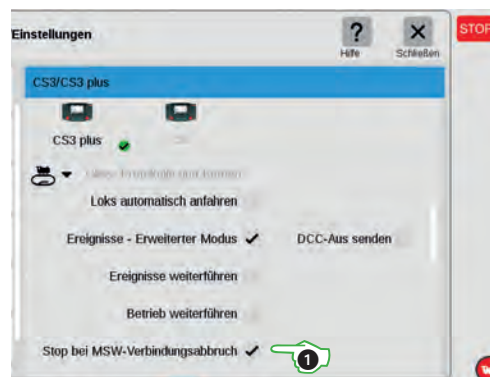 Einstellungen
?
Hilfe
Schließen
STOP
CS3/CS3 plus
CS3 plus
Loks automatisch anfahren
Ereignisse - Erweiterter Modus
DCC-Aus senden
Ereignisse weiterführen
Betrieb weiterführen
Stop bei MSW-Verbindungsabbruch
1